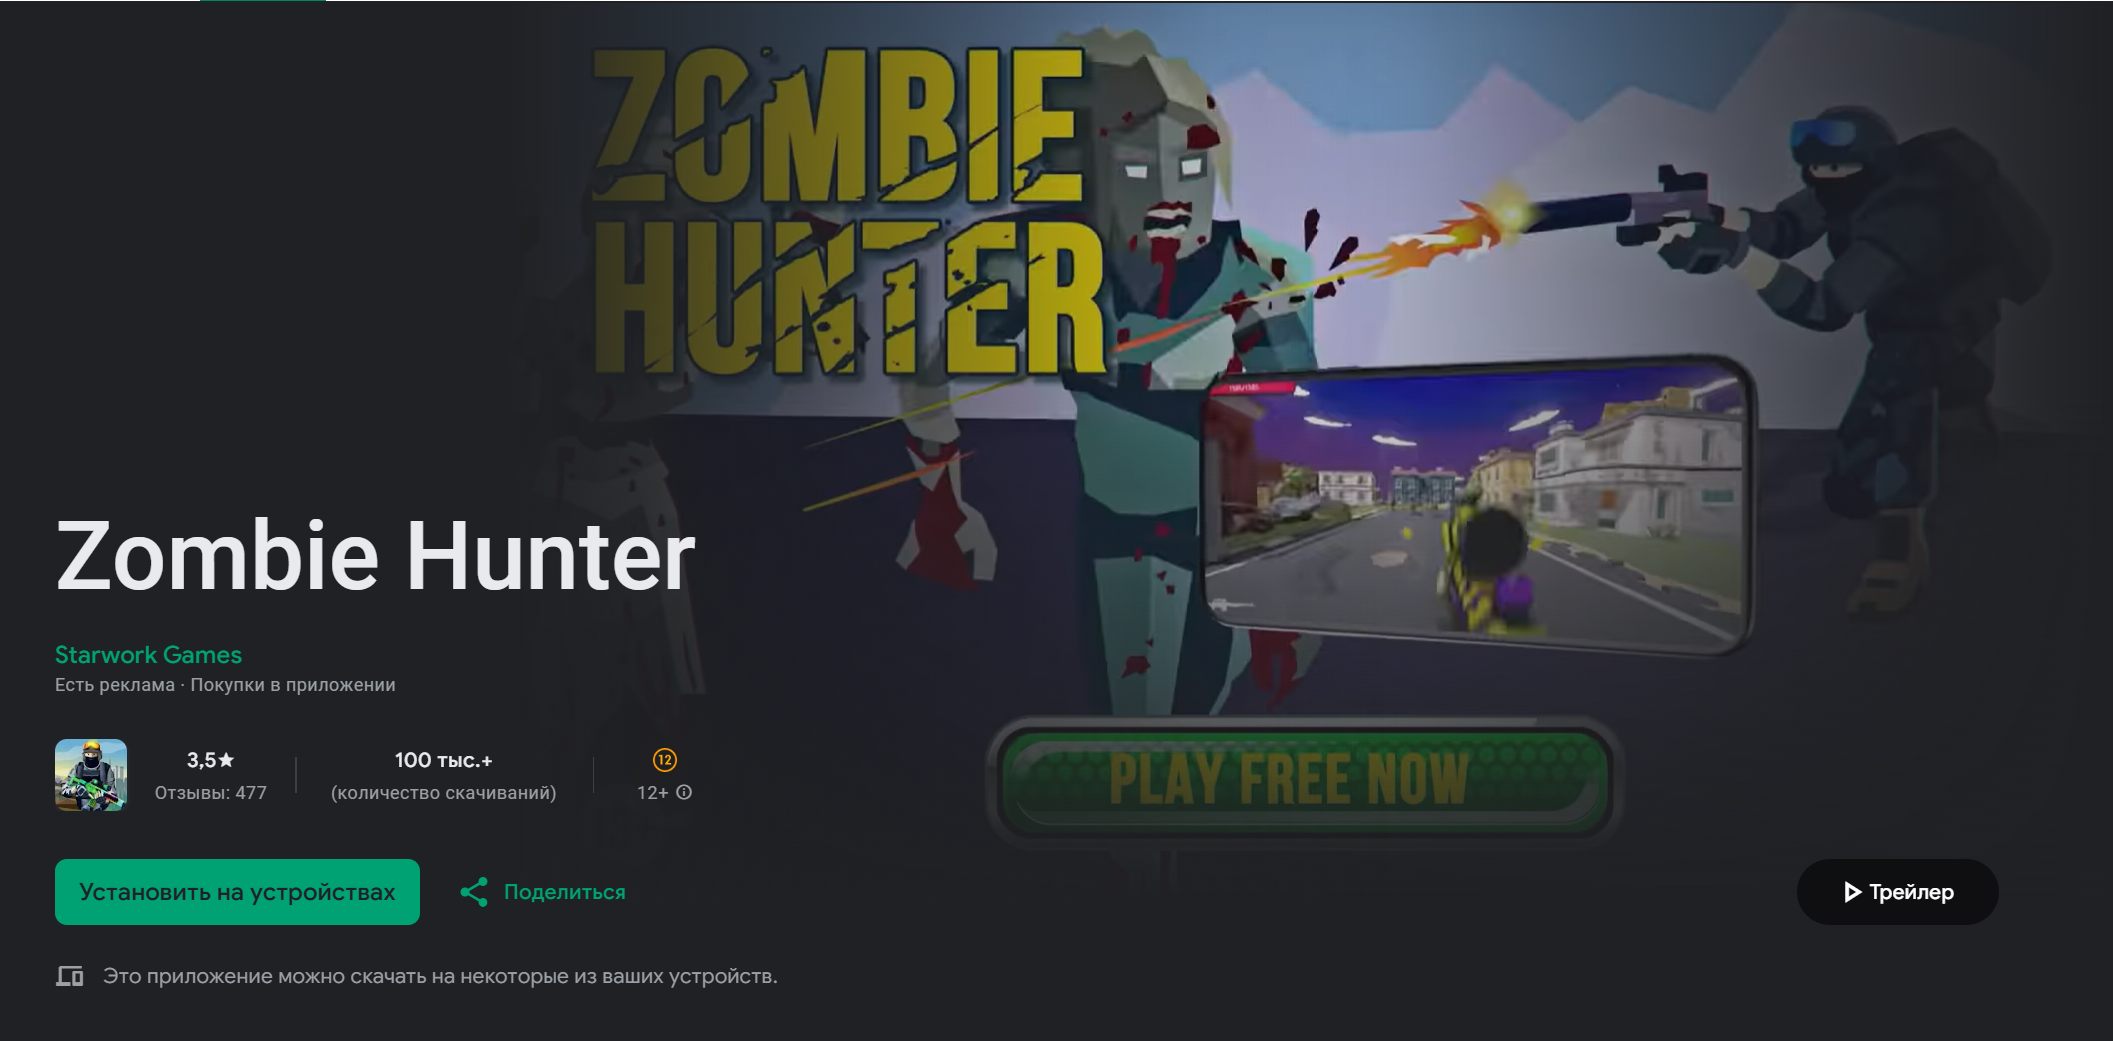 ZOMBIE
HUNTER
Zombie Hunter
Starwork Games
Есть реклама · Покупки в приложении
3,5★
Отзывы: 477
100 тыс.+
(количество скачиваний)
12
12+
PLAY FREE NOW
Установить на устройствах
Поделиться
Трейлер
Это приложение можно скачать на некоторые из ваших устройств.